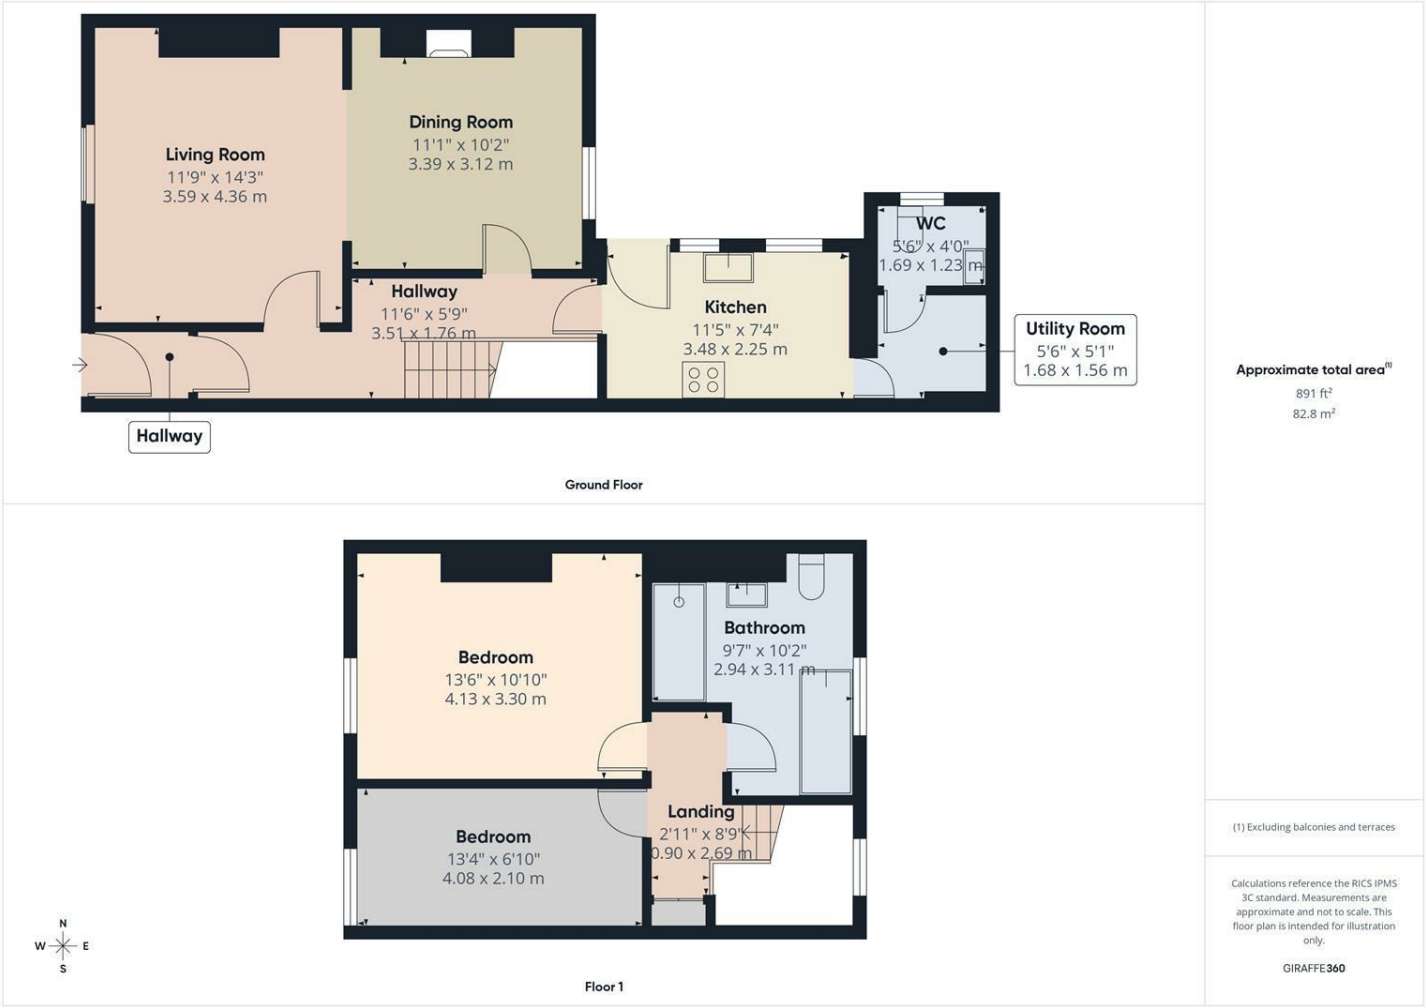 Living Room
11'9" x 14'3"
3.59 x 4.36 m
Dining Room
11'1" x 10'2"
3.39 x 3.12 m
Hallway
11'6" x 5'9"
3.51 x 1.76 m
Kitchen
11'5" x 7'4"
3.48 x 2.25 m
WC
5'6" x 4'0"
1.69 x 1.23 m
Utility Room
5'6" x 5'1"
1.68 x 1.56 m
Hallway
Ground Floor
Bedroom
13'6" x 10'10"
4.13 x 3.30 m
Bathroom
9'7" x 10'2"
2.94 x 3.11 m
Landing
2'11" x 8'9"
0.90 x 2.69 m
Bedroom
13'4" x 6'10"
4.08 x 2.10 m
N
W E
S
Floor 1
Approximate total area(1)
891 ft²
82.8 m²
(1) Excluding balconies and terraces
Calculations reference the RICS IPMS
3C standard. Measurements are
approximate and not to scale. This
floor plan is intended for illustration
only.
GIRAFFE360